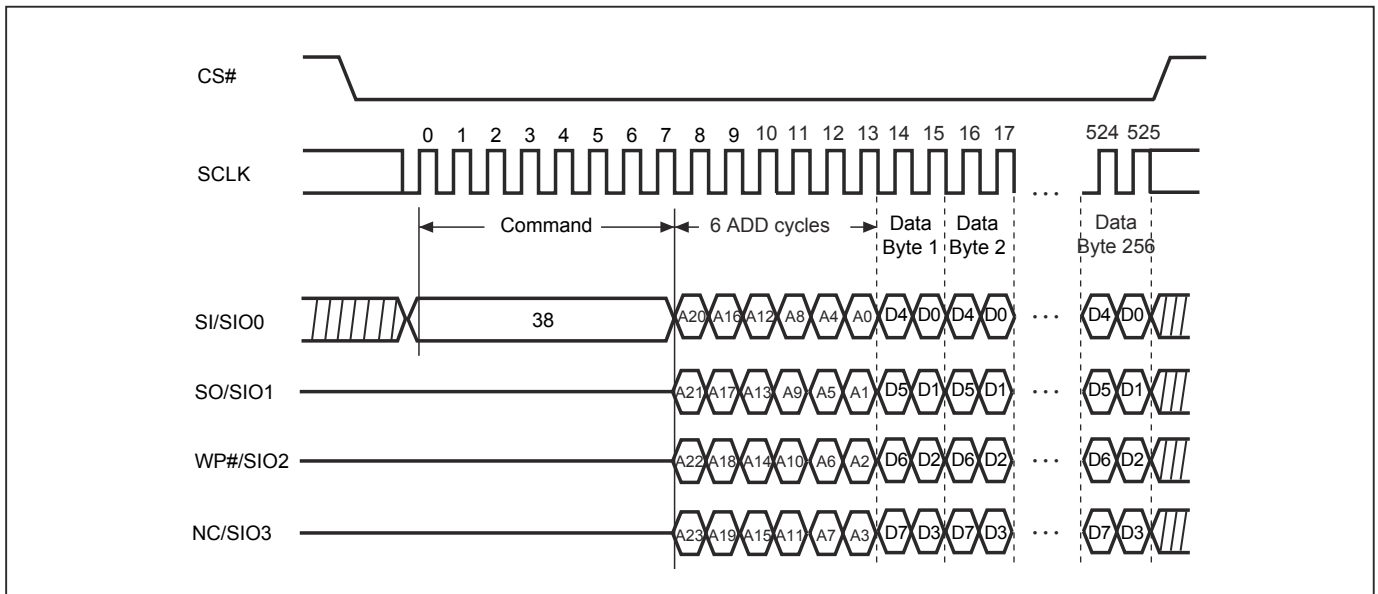 CS#
0 1 2 3 4 5 6 7 8 9 10 11 12 13 14 15 16 17 524 525
SCLK
...
Command 6 ADD cycles Data Byte 1 Data Byte 2 Data Byte 256
SI/SIO0 38 A20 A16 A12 A8 A4 A0 D4 D0 D4 D0 ... D4 D0
SO/SIO1 A21 A17 A13 A9 A5 A1 D5 D1 D5 D1 ... D5 D1
WP#/SIO2 A22 A18 A14 A10 A6 A2 D6 D2 D6 D2 ... D6 D2
NC/SIO3 A23 A19 A15 A11 A7 A3 D7 D3 D7 D3 ... D7 D3